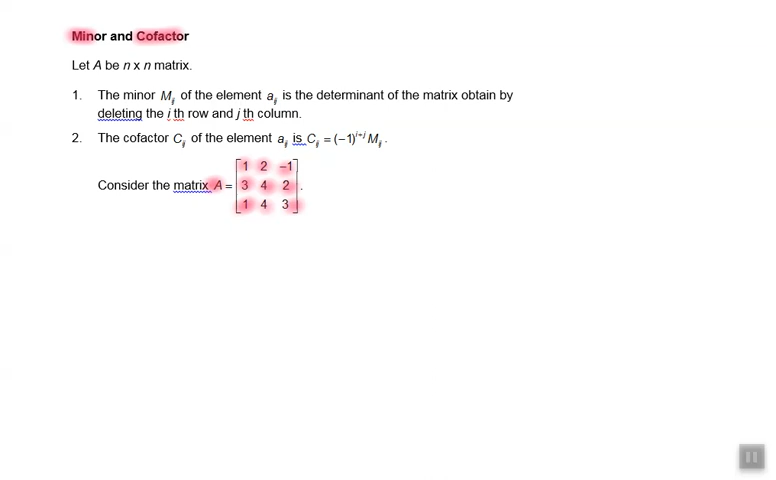 Minor and Cofactor
Let A be n x n matrix.
1. The minor M_ij of the element a_ij is the determinant of the matrix obtain by
deleting the i th row and j th column.
2. The cofactor C_ij of the element a_ij is C_ij = (−1)^{i+j} M_ij .
1 2 −1
Consider the matrix A = 3 4 2 .
1 4 3